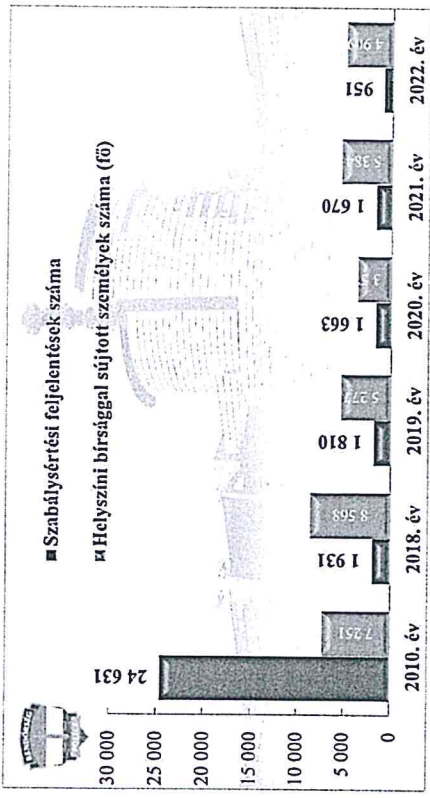 ■ Szabálysértési feljelentések száma
■ Helyszíni bírsággal sújtott személyek száma (fő)
30 000
25 000
20 000
15 000
10 000
5 000
0
24 631
7 251
1 931
8 568
1 810
5 277
1 663
1 670
5 384
951
2010. év
2018. év
2019. év
2020. év
2021. év
2022. év